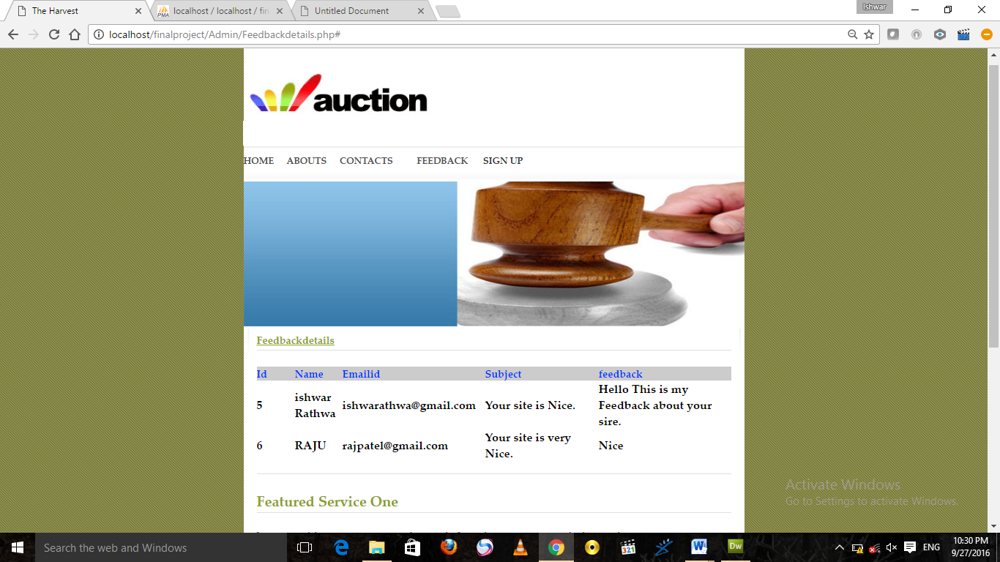 The Harvest
localhost / localhost / fin
Untitled Document
Ishwar
localhost/finalproject/Admin/Feedbackdetails.php#
auction
HOME ABOUTS CONTACTS FEEDBACK SIGN UP
Feedbackdetails
Id Name Emailid Subject feedback
5 ishwar Rathwa ishwarathwa@gmail.com Your site is Nice. Hello This is my Feedback about your sire.
6 RAJU rajpatel@gmail.com Your site is very Nice. Nice
Featured Service One
Activate Windows
Go to Settings to activate Windows.
Search the web and Windows
PMA
321
W
Dw
ENG
10:30 PM
9/27/2016